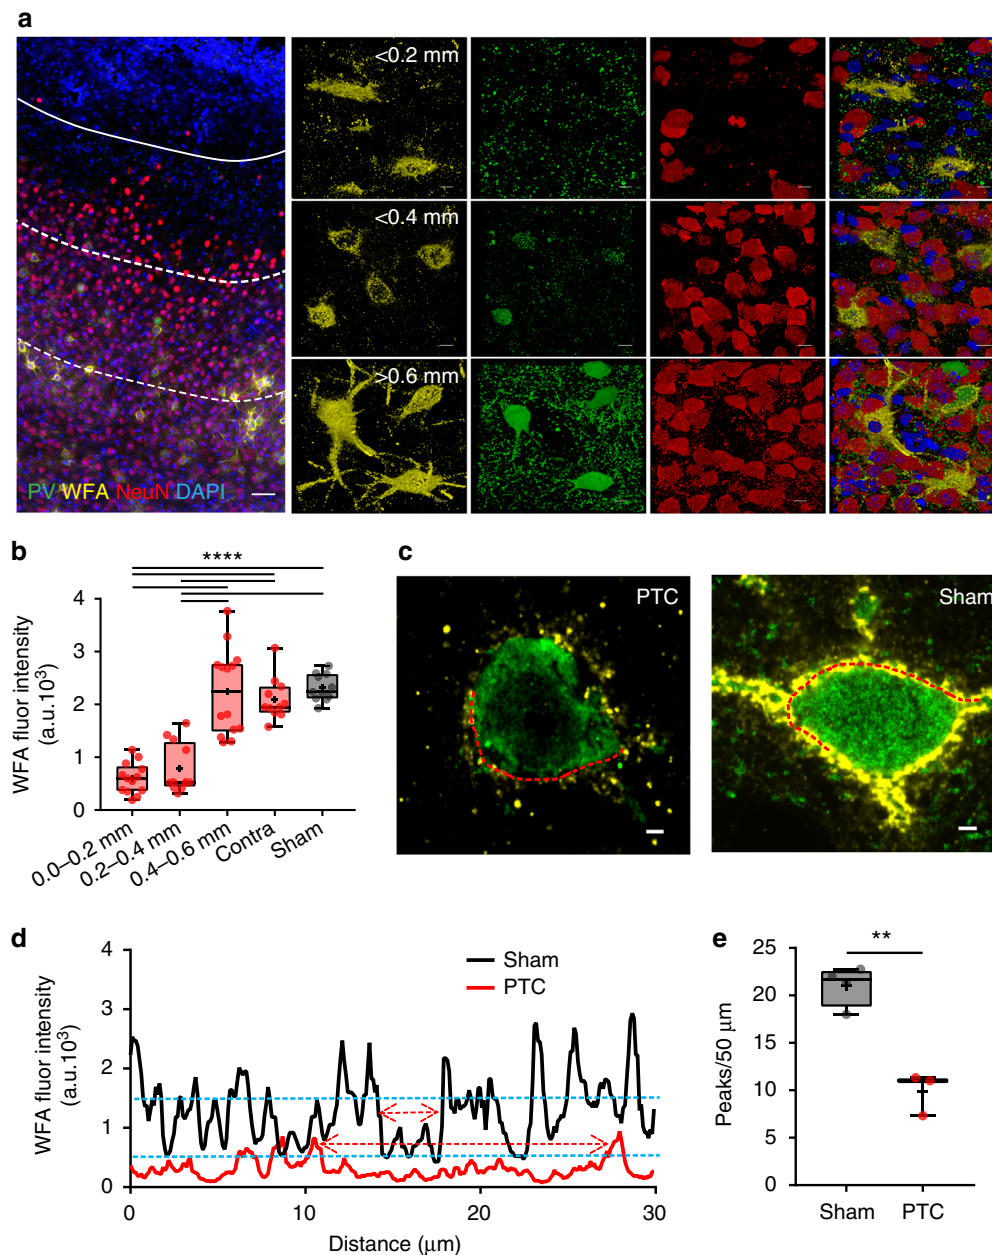 a
<0.2 mm
<0.4 mm
>0.6 mm
PV WFA NeuN DAPI
b
****
WFA fluor intensity
(a.u.10³)
4
3
2
1
0
0.0–0.2 mm
0.2–0.4 mm
0.4–0.6 mm
Contra
Sham
c
PTC
Sham
d
WFA fluor intensity
(a.u.10³)
4
3
2
1
0
Sham
PTC
0
10
20
30
Distance (μm)
e
**
Peaks/50 μm
25
20
15
10
5
0
Sham
PTC